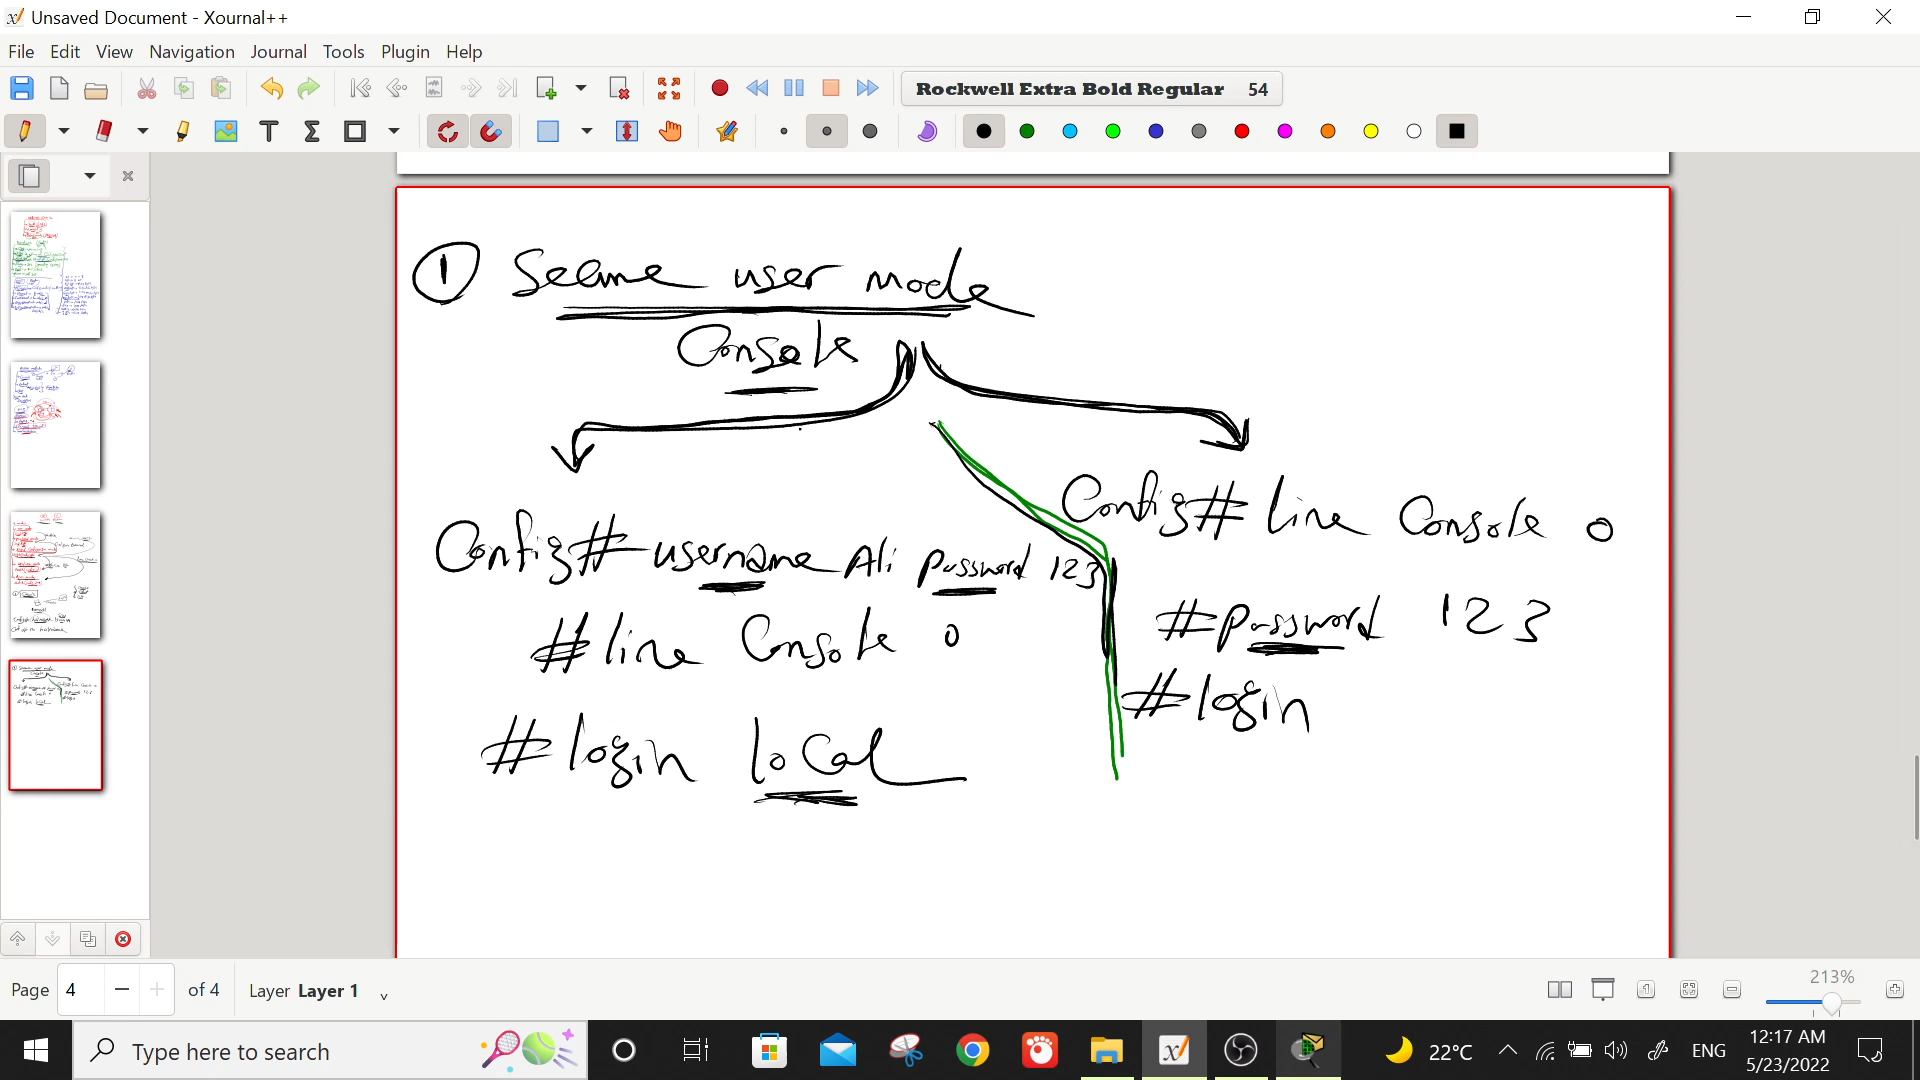 Unsaved Document - Xournal++
File Edit View Navigation Journal Tools Plugin Help
Rockwell Extra Bold Regular 54
1 user mode
Console
Config# username Ali password 123
#line Console 0
#login local
Config# line Console 0
#password 123
#login
Page 4 of 4 Layer Layer 1
213%
Type here to search
22°C ENG 12:17 AM
5/23/2022